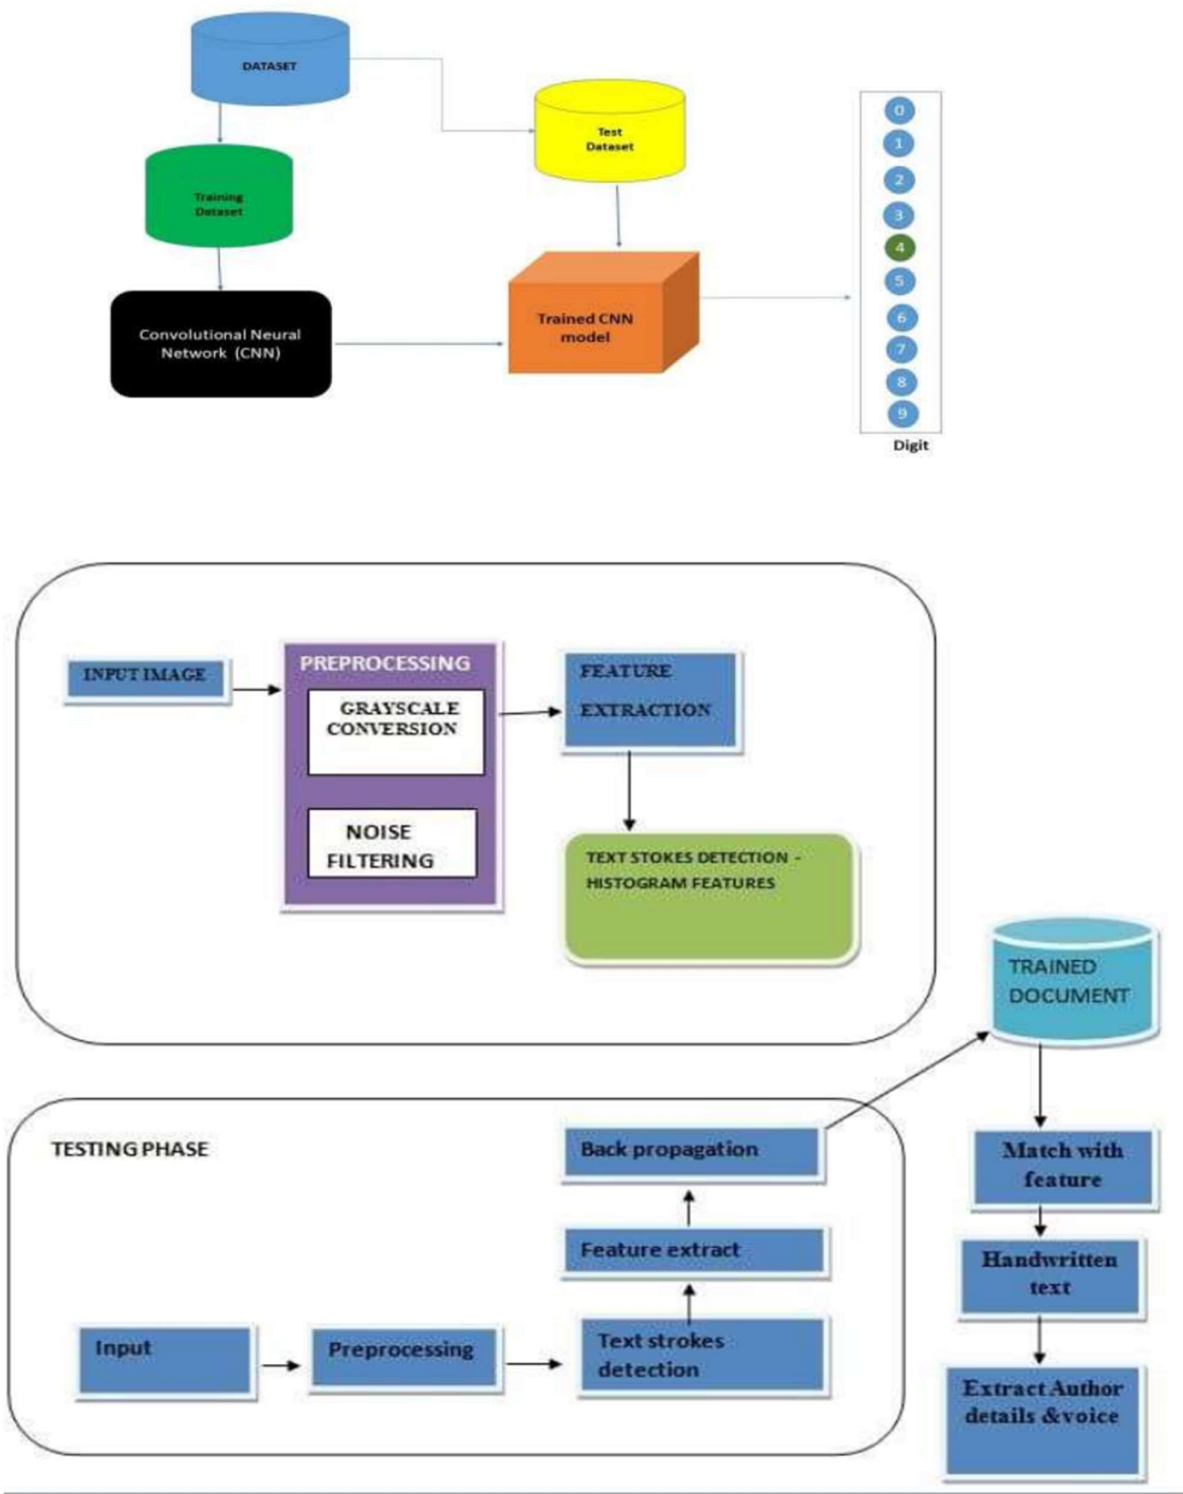 DATASET
Test
Dataset
Training
Dataset
Convolutional Neural
Network (CNN)
Trained CNN
model
0
1
2
3
4
5
6
7
8
9
Digit
INPUT IMAGE
PREPROCESSING
GRAYSCALE
CONVERSION
NOISE
FILTERING
FEATURE
EXTRACTION
TEXT STOKES DETECTION -
HISTOGRAM FEATURES
TRAINED
DOCUMENT
TESTING PHASE
Back propagation
Feature extract
Input
Preprocessing
Text strokes
detection
Match with
feature
Handwritten
text
Extract Author
details &voice